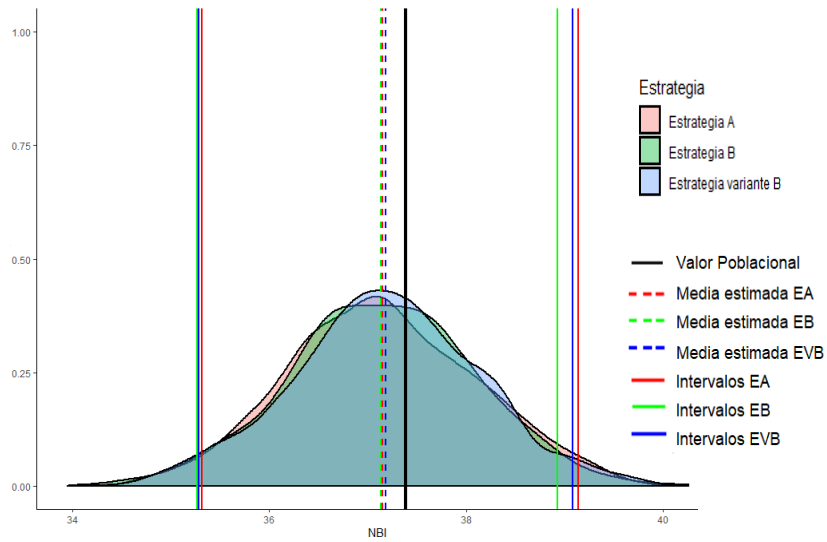 1.00
0.75
0.50
0.25
0.00
34
36
38
40
NBI
Estrategia
Estrategia A
Estrategia B
Estrategia variante B
Valor Poblacional
Media estimada EA
Media estimada EB
Media estimada EVB
Intervalos EA
Intervalos EB
Intervalos EVB